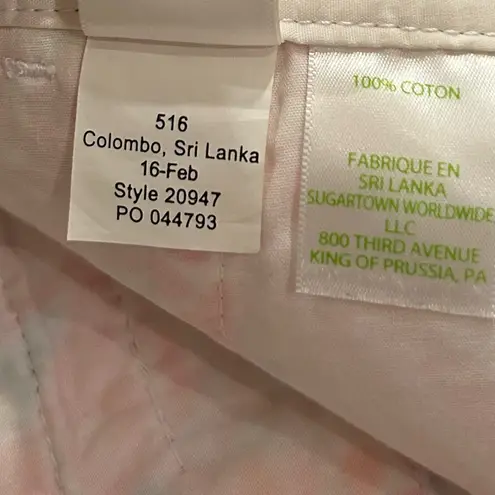 516
Colombo, Sri Lanka
16-Feb
Style 20947
PO 044793
100% COTON
FABRIQUE EN
SRI LANKA
SUGARTOWN WORLDWIDE
LLC
800 THIRD AVENUE
KING OF PRUSSIA, PA